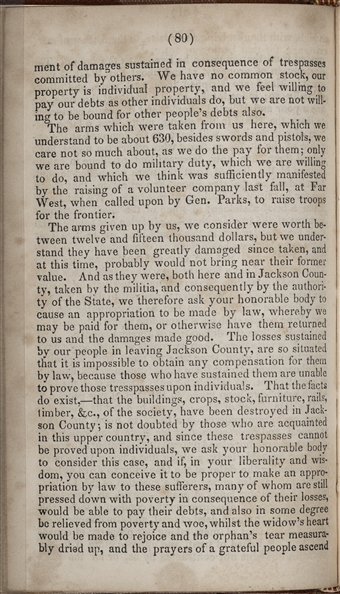 (80)
ment of damages sustained in consequence of trespasses
committed by others. We have no common stock, our
property is individual property, and we feel willing to
pay our debts as other individuals do, but we are not will-
ing to be bound for other people's debts also.
The arms which were taken from us here, which we
understand to be about 630, besides swords and pistols, we
care not so much about, as we do the pay for them; only
we are bound to do military duty, which we are willing
to do, and which we think was sufficiently manifested
by the raising of a volunteer company last fall, at Far
West, when called upon by Gen. Parks, to raise troops
for the frontier.
The arms given up by us, we consider were worth be-
tween twelve and fifteen thousand dollars, but we under-
stand they have been greatly damaged since taken, and
at this time, probably would not bring near their former
value. And as they were, both here and in Jackson Coun-
ty, taken by the militia, and consequently by the authori-
ty of the State, we therefore ask your honorable body to
cause an appropriation to be made by law, whereby we
may be paid for them, or otherwise have them returned
to us and the damages made good. The losses sustained
by our people in leaving Jackson County, are so situated
that it is impossible to obtain any compensation for them
by law, because those who have sustained them are unable
to prove those tresspasses upon individuals. That the facts
do exist,—that the buildings, crops, stock, furniture, rails,
timber, &c., of the society, have been destroyed in Jack-
son County; is not doubted by those who are acquainted
in this upper country, and since these trespasses cannot
be proved upon individuals, we ask your honorable body
to consider this case, and if, in your liberality and wis-
dom, you can conceive it to be proper to make an appro-
priation by law to these sufferers, many of whom are still
pressed down with poverty in consequence of their losses,
would be able to pay their debts, and also in some degree
be relieved from poverty and woe, whilst the widow's heart
would be made to rejoice and the orphan's tear measura-
bly dried up, and the prayers of a grateful people ascend